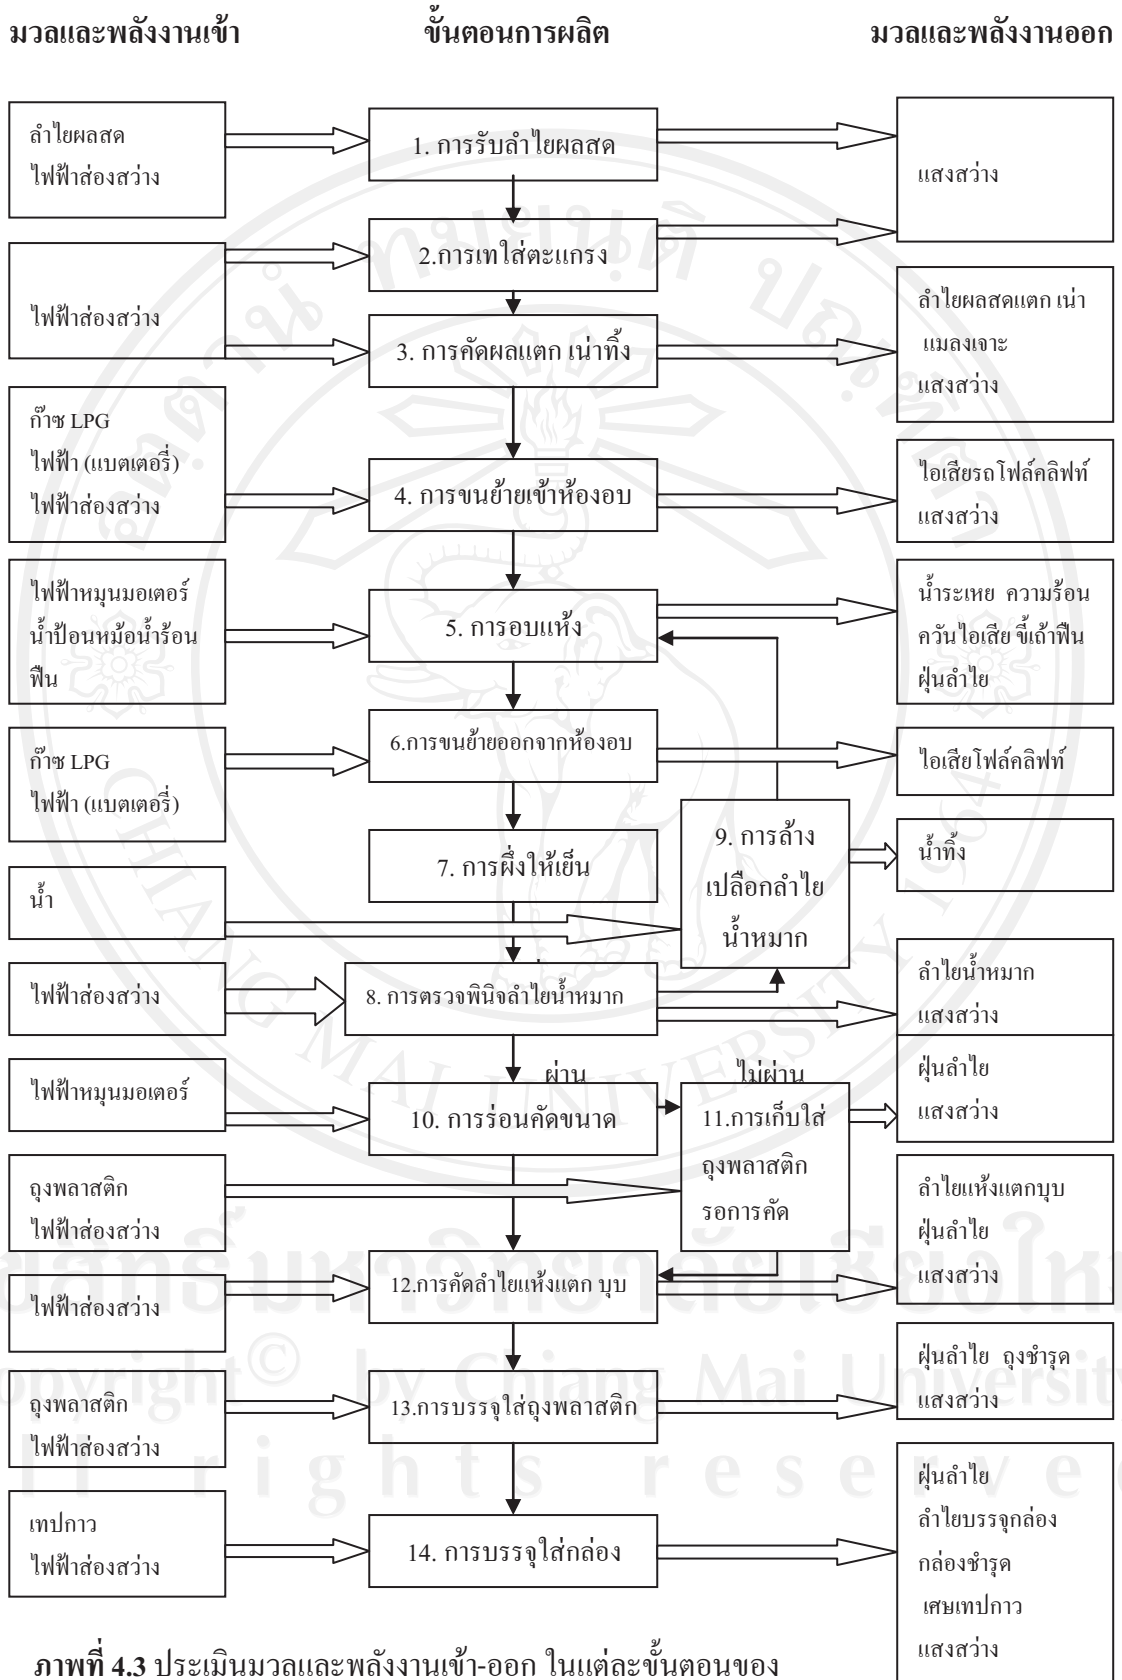 มวลและพลังงานเข้า
ขั้นตอนการผลิต
มวลและพลังงานออก
ลำไยผลสด
ไฟฟ้าส่องสว่าง
1. การรับลำไยผลสด
แสงสว่าง
2.การเทใส่ตะแกรง
ไฟฟ้าส่องสว่าง
3. การคัดผลแตก เน่าทิ้ง
ลำไยผลสดแตก เน่า
แมลงเจาะ
แสงสว่าง
ก๊าซ LPG
ไฟฟ้า (แบตเตอรี่)
ไฟฟ้าส่องสว่าง
4. การขนย้ายเข้าห้องอบ
ไอเสียรถโฟล์คลิฟท์
แสงสว่าง
ไฟฟ้าหมุนมอเตอร์
น้ำป้อนหม้อน้ำร้อน
ฟืน
5. การอบแห้ง
น้ำระเหย ความร้อน
ควันไอเสีย ขี้เถ้าฟืน
ฝุ่นลำไย
ก๊าซ LPG
ไฟฟ้า (แบตเตอรี่)
6.การขนย้ายออกจากห้องอบ
ไอเสียโฟล์คลิฟท์
7. การผึ่งให้เย็น
9. การล้าง
เปลือกลำไย
น้ำหมาก
น้ำทิ้ง
น้ำ
ไฟฟ้าส่องสว่าง
8. การตรวจพินิจลำไยน้ำหมาก
ลำไยน้ำหมาก
แสงสว่าง
ผ่าน
ไม่ผ่าน
ไฟฟ้าหมุนมอเตอร์
10. การร่อนคัดขนาด
11.การเก็บใส่
ถุงพลาสติก
รอการคัด
ฝุ่นลำไย
แสงสว่าง
ถุงพลาสติก
ไฟฟ้าส่องสว่าง
ลำไยแห้งแตกบุบ
ฝุ่นลำไย
แสงสว่าง
ไฟฟ้าส่องสว่าง
12.การคัดลำไยแห้งแตก บุบ
ถุงพลาสติก
ไฟฟ้าส่องสว่าง
13.การบรรจุใส่ถุงพลาสติก
ฝุ่นลำไย ถุงชำรุด
แสงสว่าง
เทปกาว
ไฟฟ้าส่องสว่าง
14. การบรรจุใส่กล่อง
ฝุ่นลำไย
ลำไยบรรจุกล่อง
กล่องชำรุด
เศษเทปกาว
แสงสว่าง
ภาพที่ 4.3 ประเมินมวลและพลังงานเข้า-ออก ในแต่ละขั้นตอนของ
CHIANG MAI UNIVERSITY 1964
opyright © by Chiang Mai University
ll rights reserve